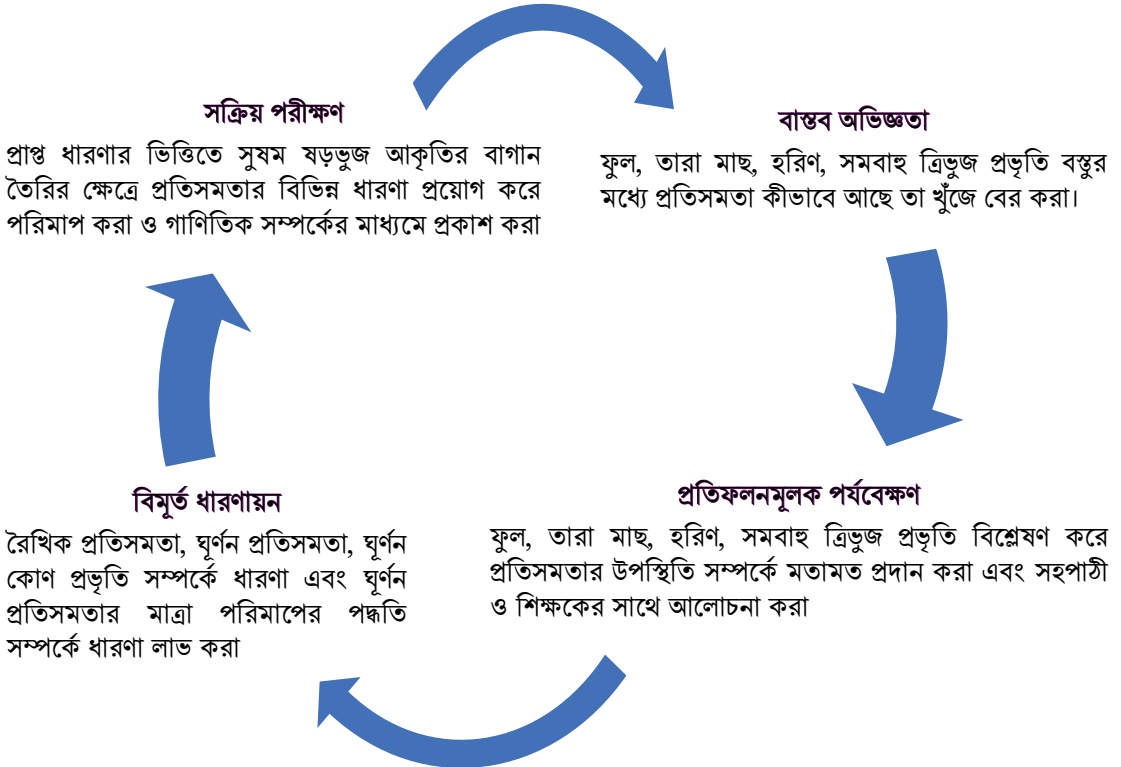 সক্রিয় পরীক্ষণ
প্রাপ্ত ধারণার ভিত্তিতে সুষম ষড়ভুজ আকৃতির বাগান
তৈরির ক্ষেত্রে প্রতিসমতার বিভিন্ন ধারণা প্রয়োগ করে
পরিমাপ করা ও গাণিতিক সম্পর্কের মাধ্যমে প্রকাশ করা
বাস্তব অভিজ্ঞতা
ফুল, তারা মাছ, হরিণ, সমবাহু ত্রিভুজ প্রভৃতি বস্তুর
মধ্যে প্রতিসমতা কীভাবে আছে তা খুঁজে বের করা।
প্রতিফলনমূলক পর্যবেক্ষণ
ফুল, তারা মাছ, হরিণ, সমবাহু ত্রিভুজ প্রভৃতি বিশ্লেষণ করে
প্রতিসমতার উপস্থিতি সম্পর্কে মতামত প্রদান করা এবং সহপাঠী
ও শিক্ষকের সাথে আলোচনা করা
বিমূর্ত ধারণায়ন
রৈখিক প্রতিসমতা, ঘূর্ণন প্রতিসমতা, ঘূর্ণন
কোণ প্রভৃতি সম্পর্কে ধারণা এবং ঘূর্ণন
প্রতিসমতার মাত্রা পরিমাপের পদ্ধতি
সম্পর্কে ধারণা লাভ করা